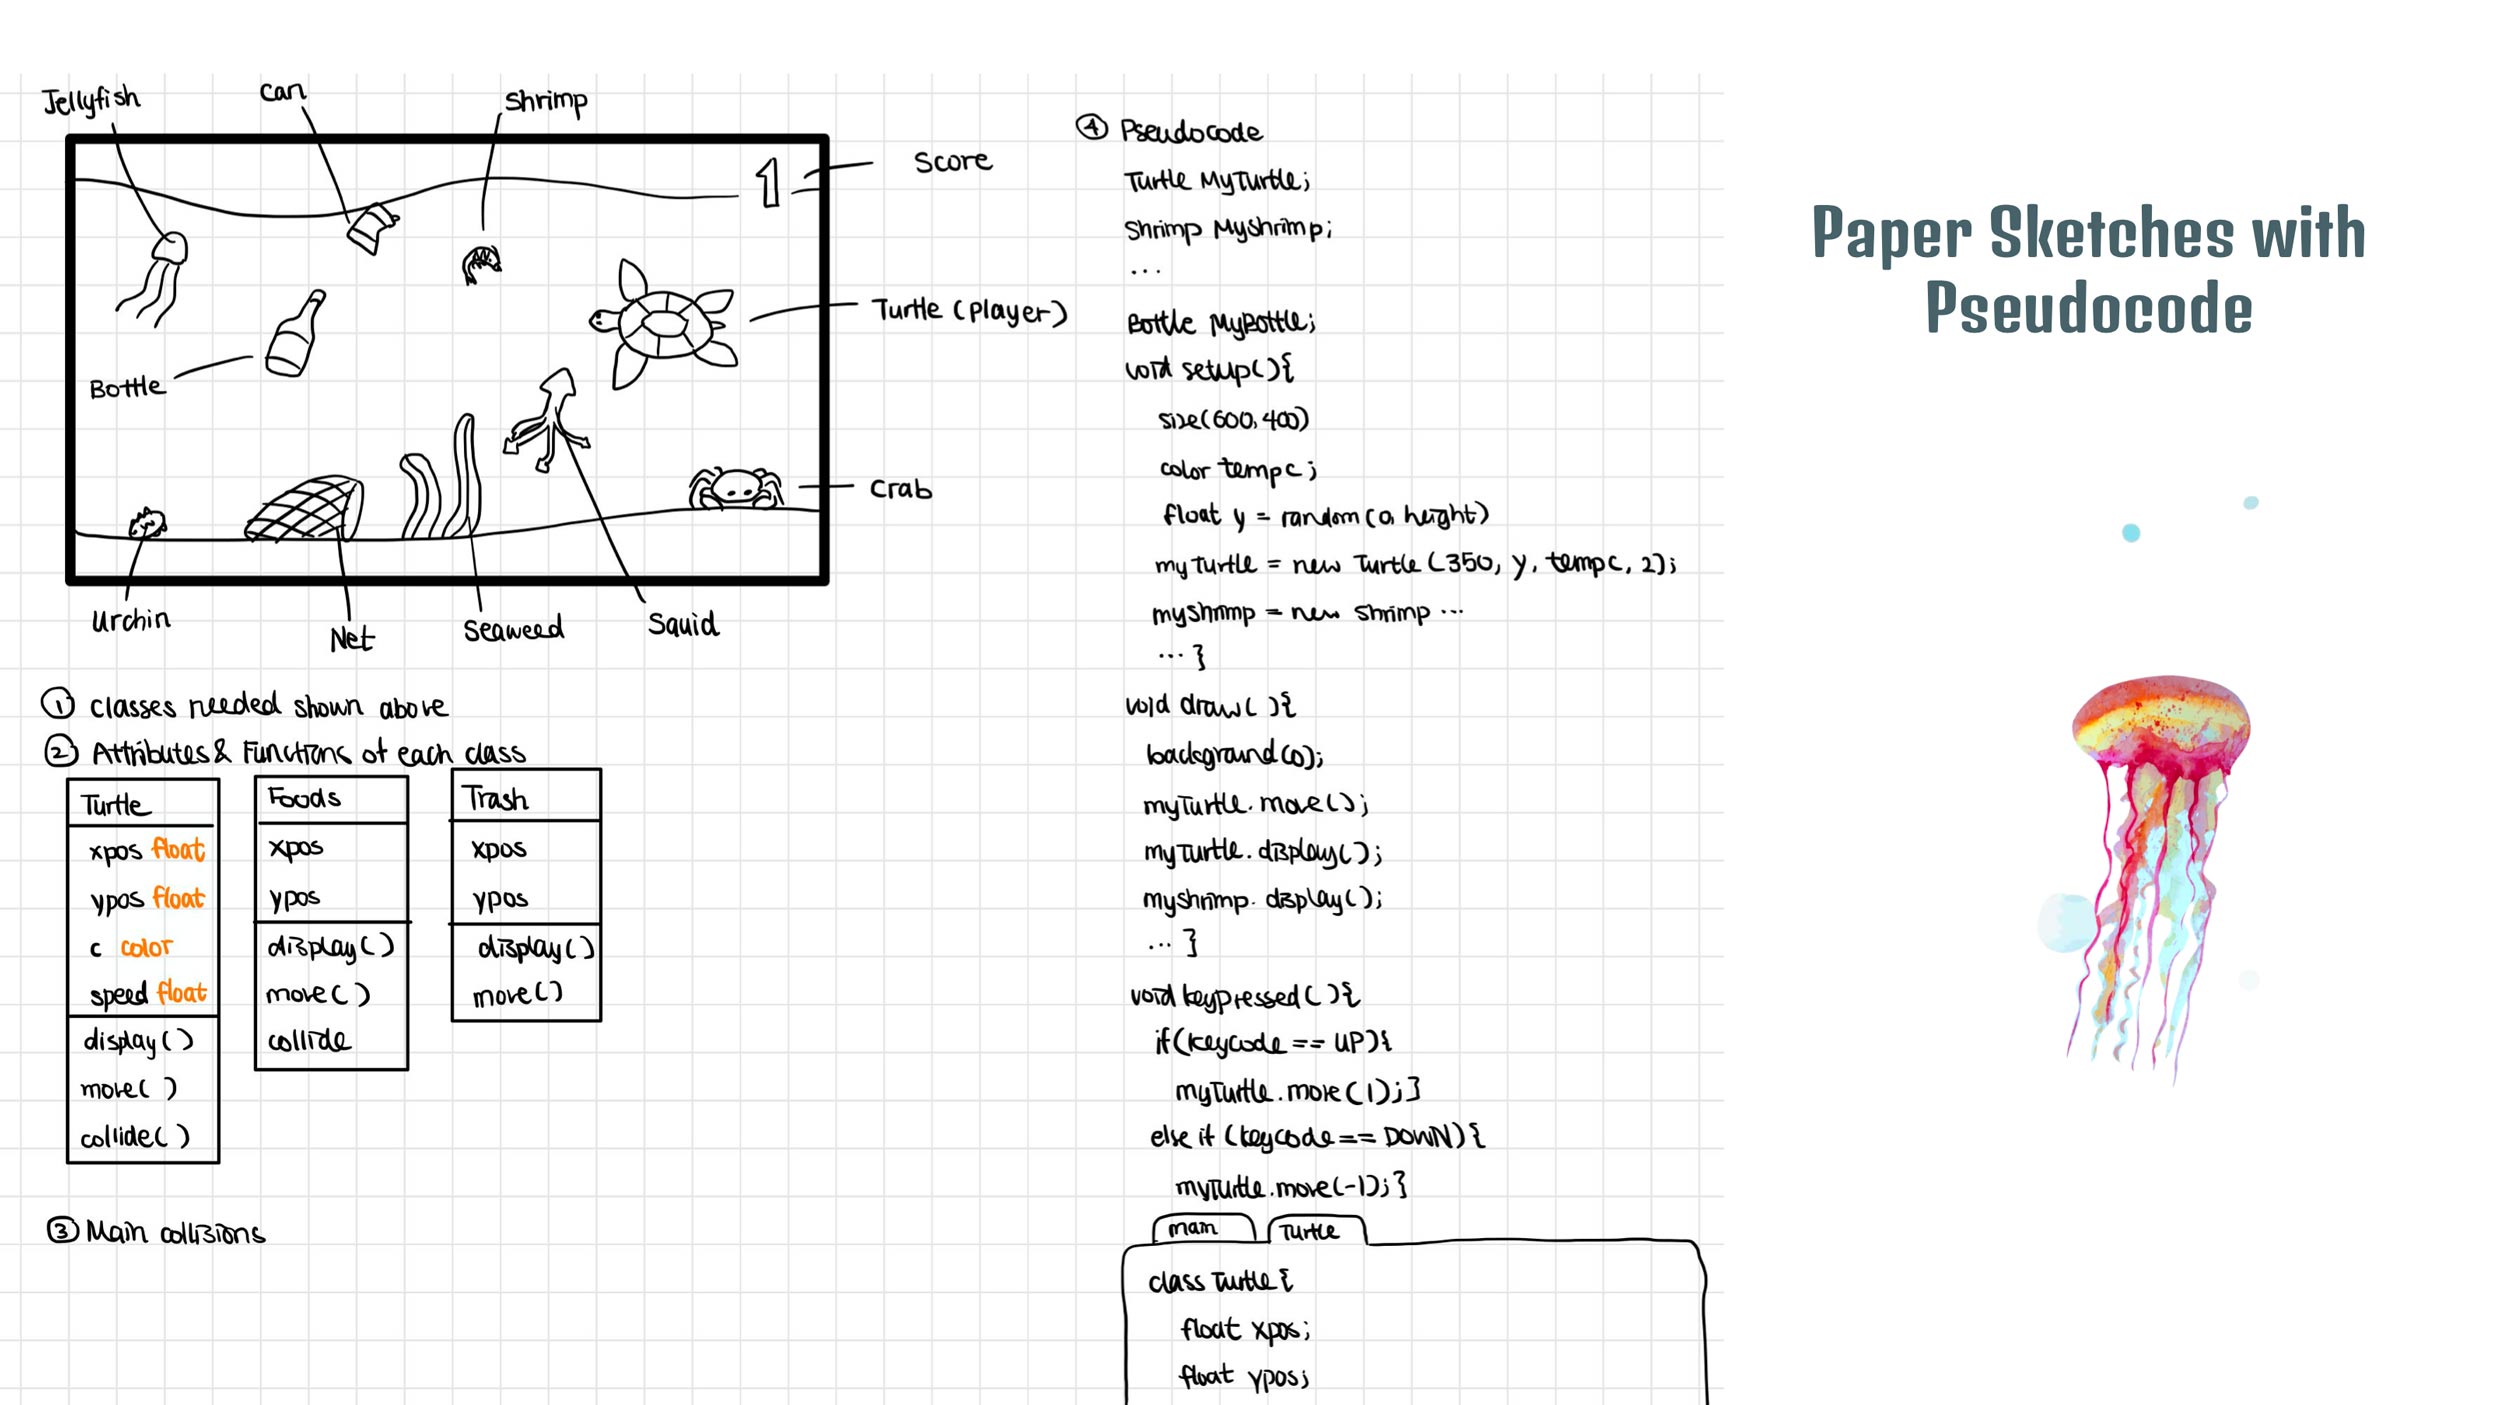 Jellyfish
can
Shrimp
1
Score
Turtle (player)
Bottle
Crab
Urchin
Net
Seaweed
Squid
① classes needed shown above
② Attributes & Functions of each class
Turtle
xpos float
ypos float
c color
speed float
display()
move( )
collide( )
Foods
xpos
ypos
display( )
move( )
collide
Trash
xpos
ypos
display( )
move()
③ Main collisions
④ Pseudocode
Turtle MyTurtle;
Shrimp Myshrimp;
...
Bottle MyBottle;
void setup(){
size(600,400)
color tempc;
float y = random(0, height)
myTurtle = new Turtle (350, y, tempc, 2);
myshrimp = new shrimp ...
... }
void draw( ){
background(0);
myTurtle.move();
myTurtle.display();
myshrimp.display();
... }
void keypressed( ){
if(keycode == UP){
myTurtle.move(1);}
else if (keycode == DOWN){
myTurtle.move(-1);}
main
Turtle
class Turtle{
float xpos;
float ypos;
Paper Sketches with
Pseudocode